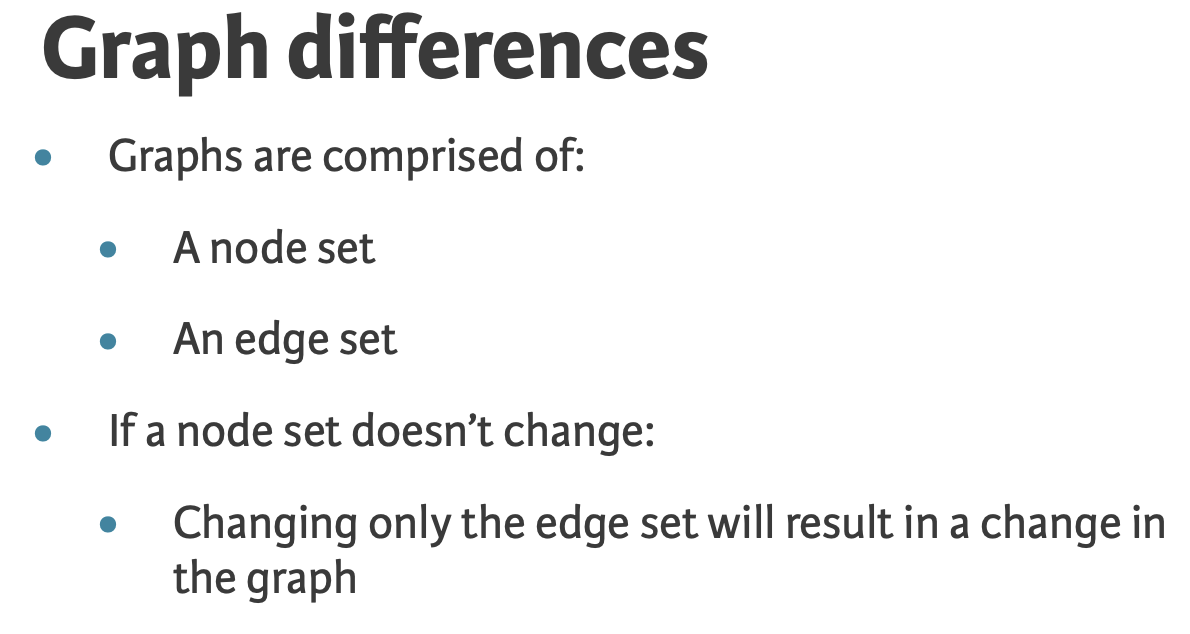 Graph differences
Graphs are comprised of:
A node set
An edge set
If a node set doesn’t change:
Changing only the edge set will result in a change in
the graph